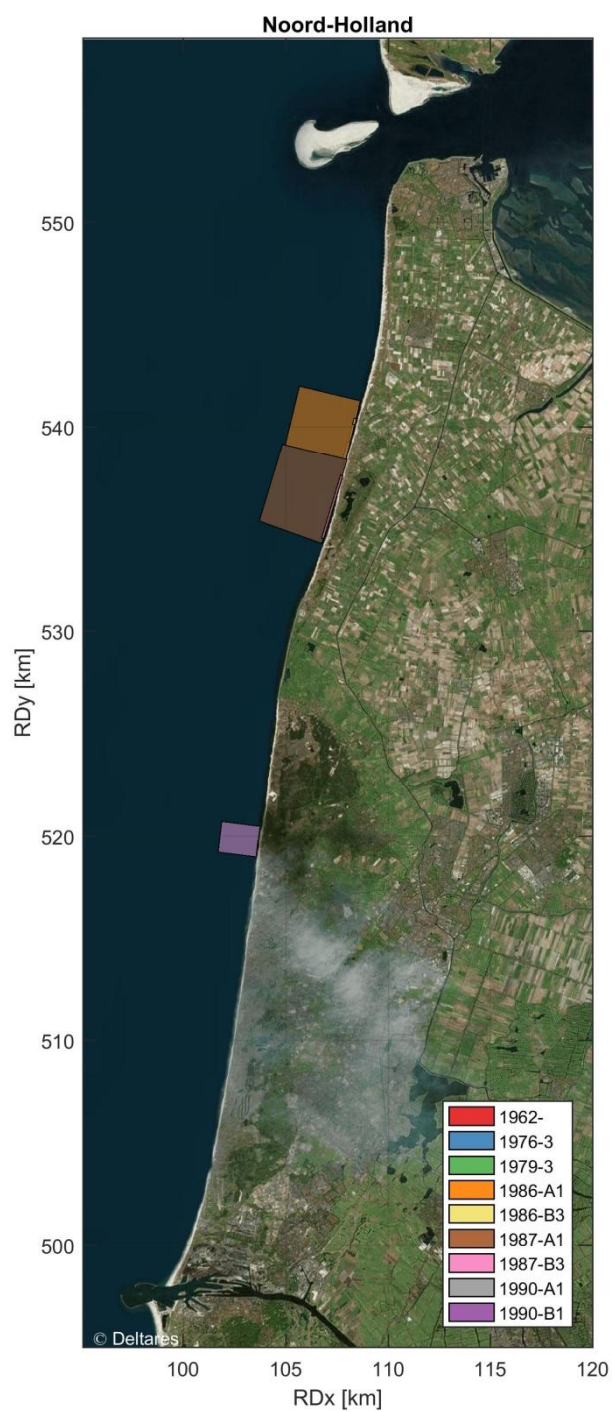 Noord-Holland
550
540
530
520
510
500
RDy [km]
1962-
1976-3
1979-3
1986-A1
1986-B3
1987-A1
1987-B3
1990-A1
1990-B1
© Deltares
100
105
110
115
120
RDx [km]